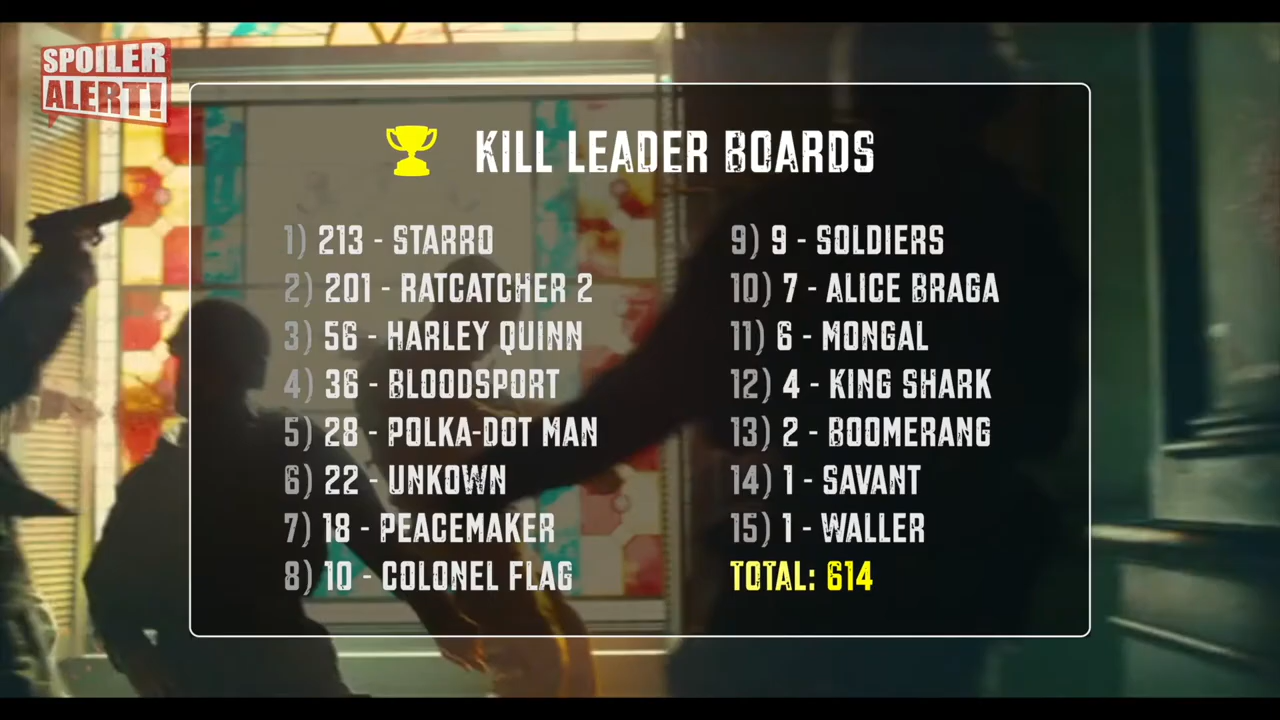 SPOILER
ALERT!
KILL LEADER BOARDS
1) 213 - STARRO
2) 201 - RATCATCHER 2
3) 56 - HARLEY QUINN
4) 36 - BLOODSPORT
5) 28 - POLKA-DOT MAN
6) 22 - UNKOWN
7) 18 - PEACEMAKER
8) 10 - COLONEL FLAG
9) 9 - SOLDIERS
10) 7 - ALICE BRAGA
11) 6 - MONGAL
12) 4 - KING SHARK
13) 2 - BOOMERANG
14) 1 - SAVANT
15) 1 - WALLER
TOTAL: 614